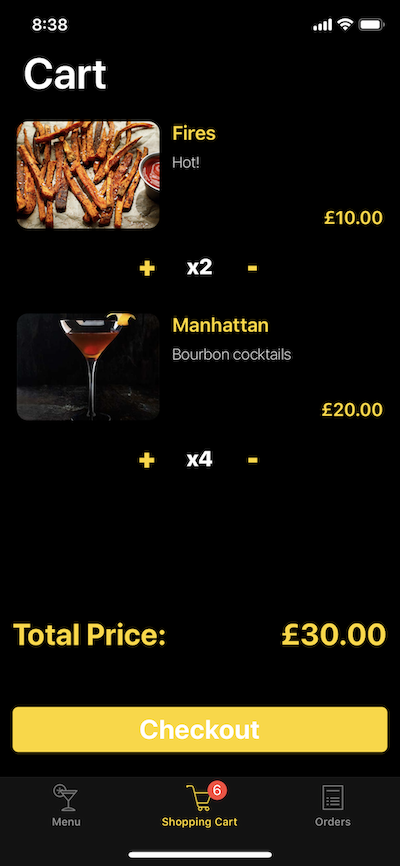 8:38
Cart
Fires
Hot!
£10.00
+ x2 -
Manhattan
Bourbon cocktails
£20.00
+ x4 -
Total Price: £30.00
Checkout
6
Menu Shopping Cart Orders